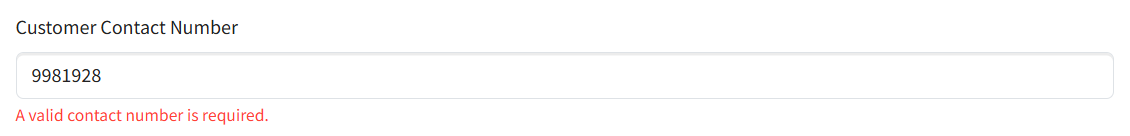 Customer Contact Number
9981928
A valid contact number is required.